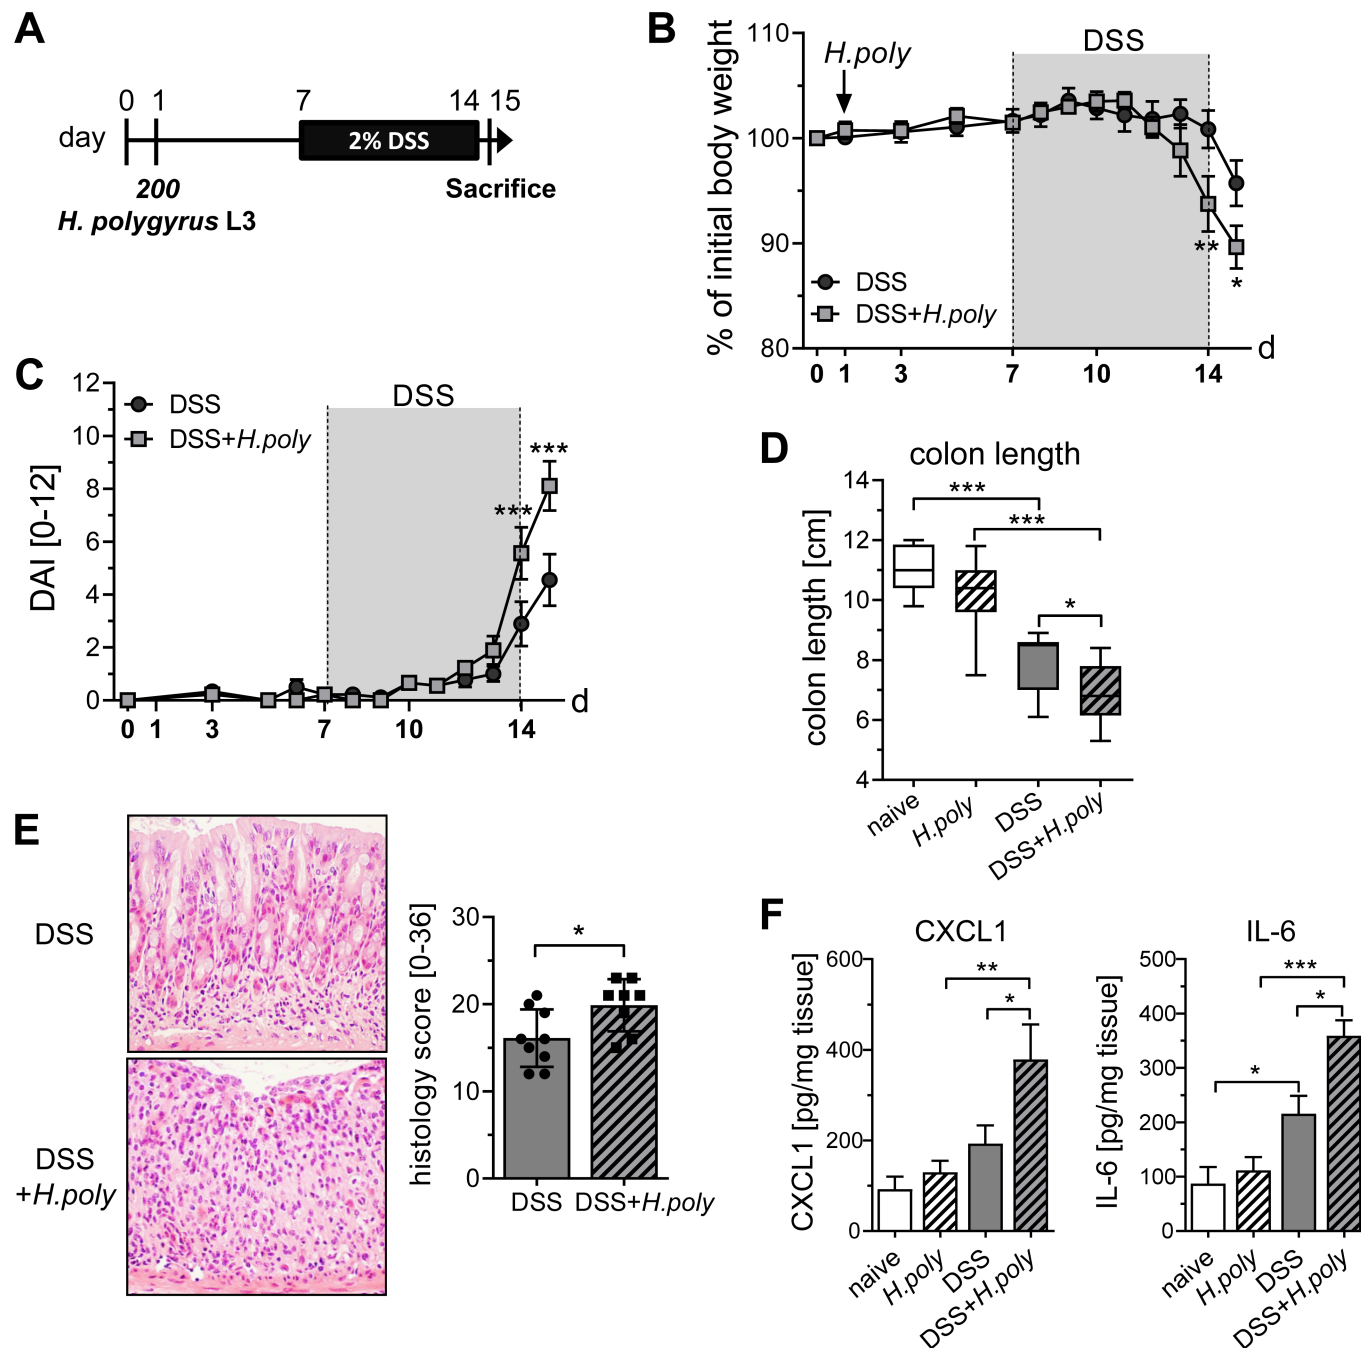 A
0 1 7 14 15
day
2% DSS
200
H. polygyrus L3
Sacrifice
B
% of initial body weight
110
100
90
80
H.poly
DSS
DSS
DSS+H.poly
**
*
0 1 3 7 10 14
d
C
DAI [0-12]
12
10
8
6
4
2
0
DSS
DSS+H.poly
DSS
***
***
0 1 3 7 10 14
d
D
colon length
colon length [cm]
14
12
10
8
6
4
***
***
*
naive
H.poly
DSS
DSS+H.poly
E
DSS
DSS
+H.poly
histology score [0-36]
30
20
10
0
*
DSS
DSS+H.poly
F
CXCL1
CXCL1 [pg/mg tissue]
600
400
200
0
**
*
naive
H.poly
DSS
DSS+H.poly
IL-6
IL-6 [pg/mg tissue]
500
400
300
200
100
0
***
*
*
naive
H.poly
DSS
DSS+H.poly